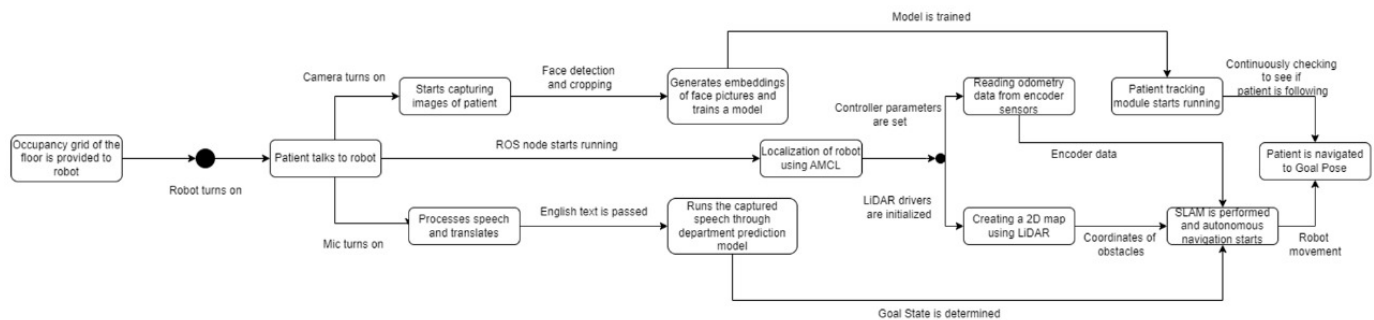 Model is trained
Camera turns on
Face detection
and cropping
Starts capturing
images of patient
Generates embeddings
of face pictures and
trains a model
Controller parameters
are set
Reading odometry
data from encoder
sensors
Patient tracking
module starts running
Continuously checking
to see if
patient is following
Occupancy grid of the
floor is provided to
robot
Robot turns on
Patient talks to robot
ROS node starts running
Localization of robot
using AMCL
Encoder data
Patient is navigated
to Goal Pose
LiDAR drivers
are initialized
Mic turns on
Processes speech
and translates
English text is passed
Runs the captured
speech through
department prediction
model
Creating a 2D map
using LiDAR
Coordinates of
obstacles
SLAM is performed
and autonomous
navigation starts
Robot
movement
Goal State is determined